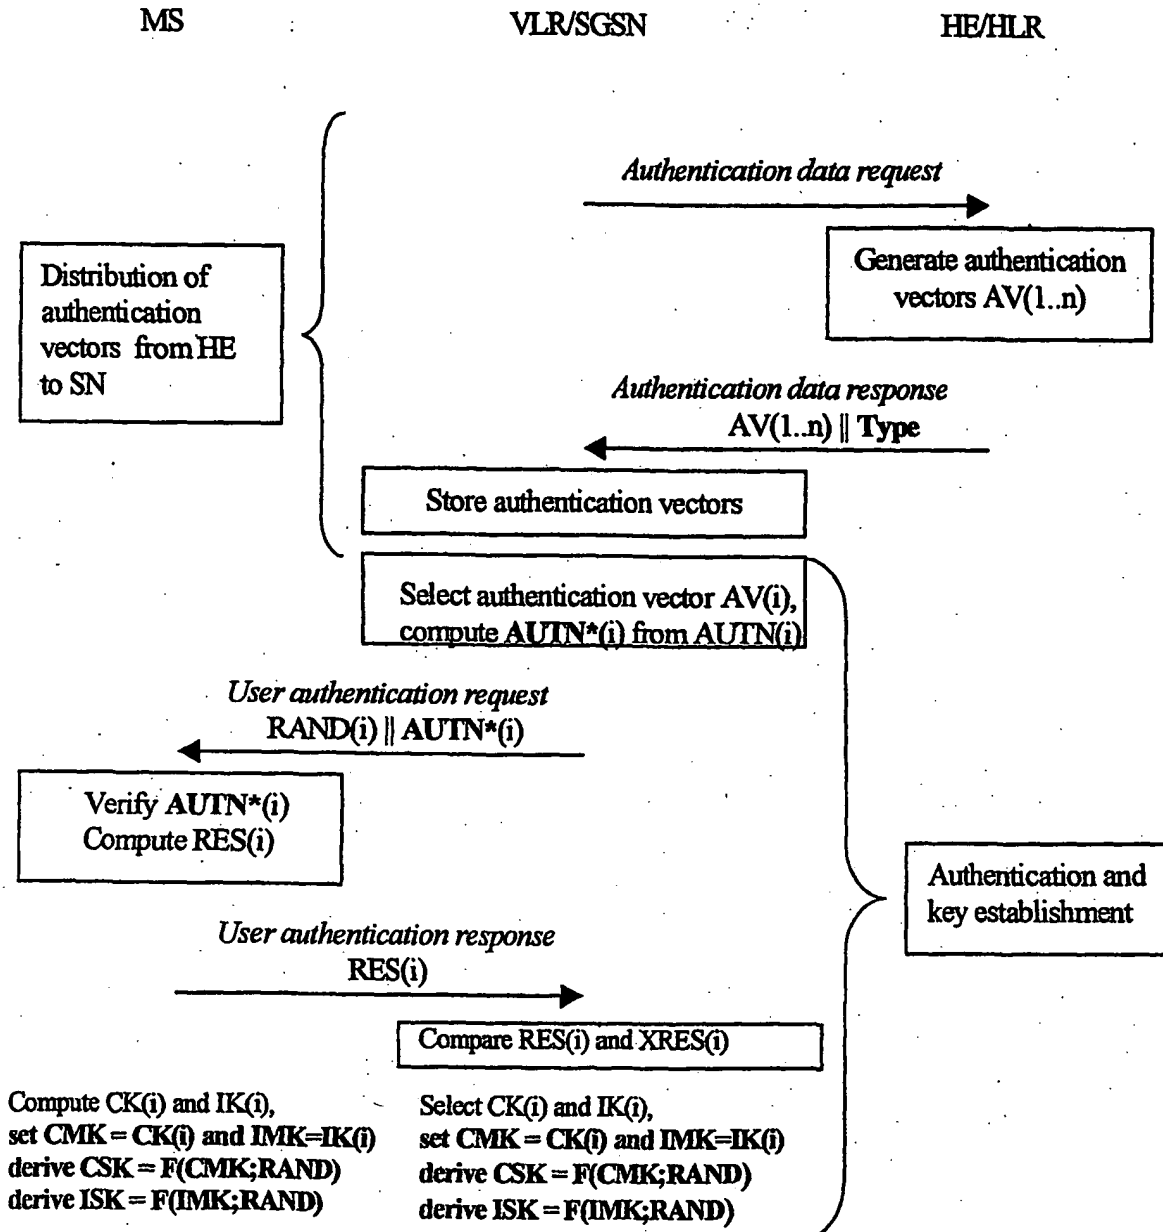 MS
VLR/SGSN
HE/HLR
Authentication data request
Generate authentication
vectors AV(1..n)
Distribution of
authentication
vectors from HE
to SN
Authentication data response
AV(1..n) || Type
Store authentication vectors
Select authentication vector AV(i),
compute AUTN*(i) from AUTN(i)
User authentication request
RAND(i) || AUTN*(i)
Verify AUTN*(i)
Compute RES(i)
Authentication and
key establishment
User authentication response
RES(i)
Compare RES(i) and XRES(i)
Compute CK(i) and IK(i),
set CMK = CK(i) and IMK=IK(i)
derive CSK = F(CMK;RAND)
derive ISK = F(IMK;RAND)
Select CK(i) and IK(i),
set CMK = CK(i) and IMK=IK(i)
derive CSK = F(CMK;RAND)
derive ISK = F(IMK;RAND)